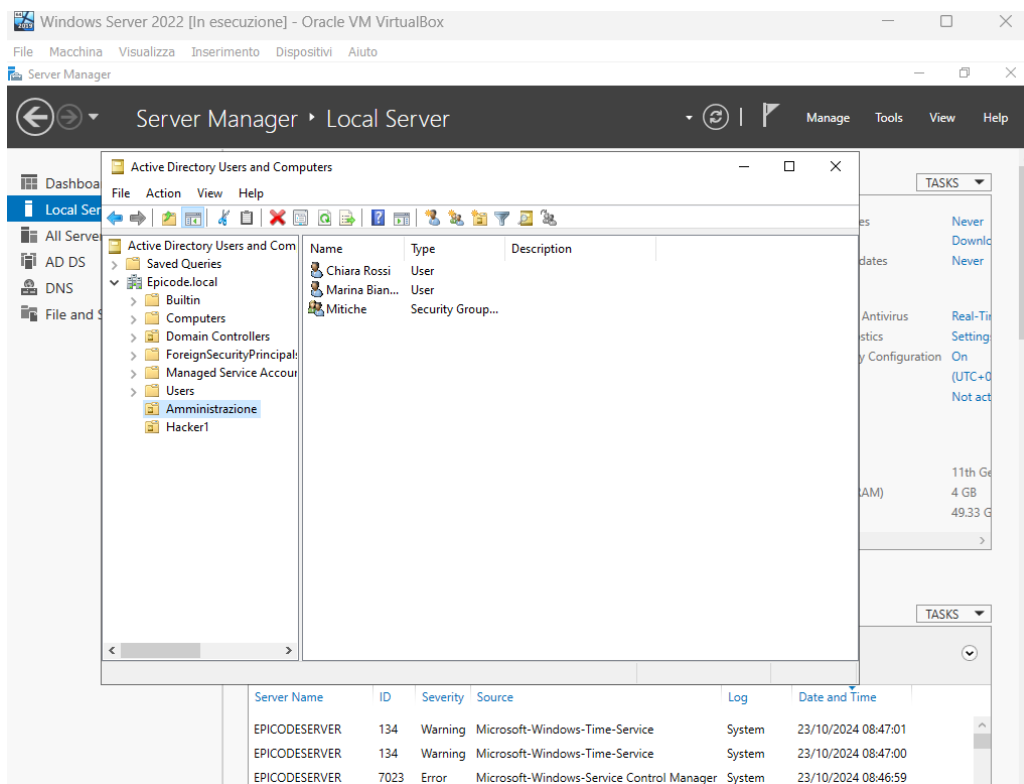 Windows Server 2022 [In esecuzione] - Oracle VM VirtualBox
File Macchina Visualizza Inserimento Dispositivi Aiuto
Server Manager
Server Manager Local Server
Manage Tools View Help
Active Directory Users and Computers
File Action View Help
Dashboa
Local Ser
All Server
AD DS
DNS
File and S
Active Directory Users and Com
Saved Queries
Epicode.local
Builtin
Computers
Domain Controllers
ForeignSecurityPrincipals
Managed Service Accour
Users
Amministrazione
Hacker1
Name Type Description
Chiara Rossi User
Marina Bian... User
Mitiche Security Group...
TASKS
es Never
Downlo
dates Never
Antivirus Real-Tir
stics Setting
y Configuration On
(UTC+0
Not act
11th Ge
RAM) 4 GB
49.33 G
TASKS
Server Name ID Severity Source Log Date and Time
EPICODESERVER 134 Warning Microsoft-Windows-Time-Service System 23/10/2024 08:47:01
EPICODESERVER 134 Warning Microsoft-Windows-Time-Service System 23/10/2024 08:47:00
EPICODESERVER 7023 Error Microsoft-Windows-Service Control Manager System 23/10/2024 08:46:59